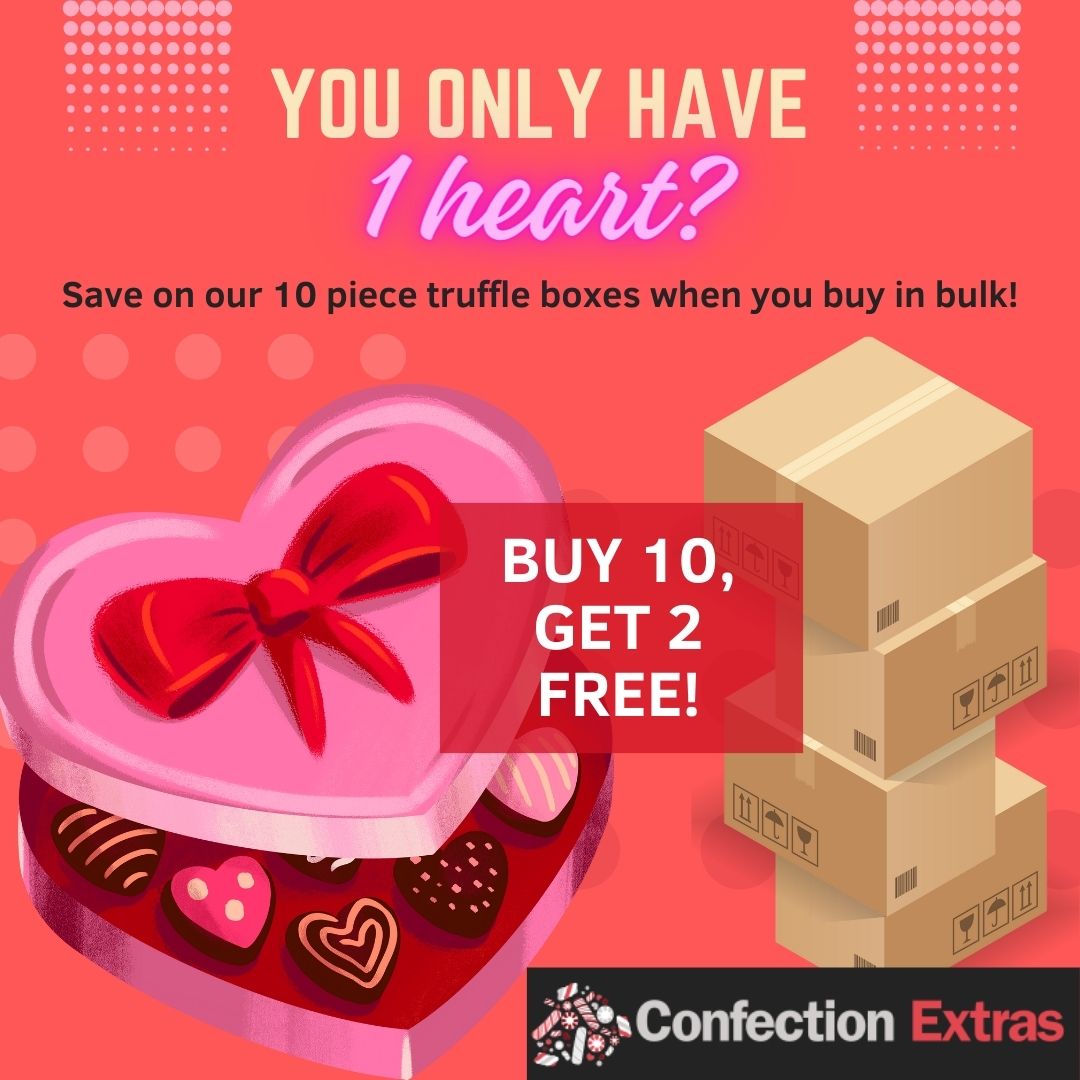 YOU ONLY HAVE
1 heart?
Save on our 10 piece truffle boxes when you buy in bulk!
BUY 10,
GET 2
FREE!
Confection Extras